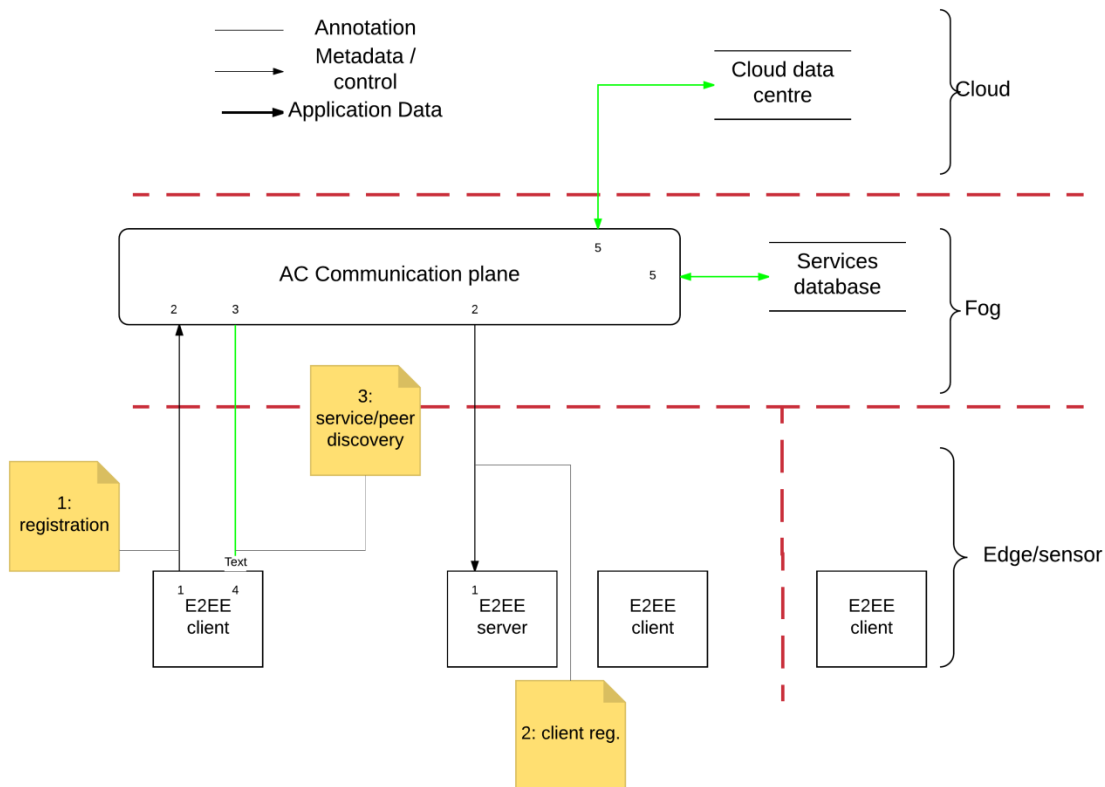 Annotation
Metadata /
control
Application Data
Cloud data
centre
Cloud
5
AC Communication plane
5
2
3
2
Services
database
Fog
3:
service/peer
discovery
1:
registration
Text
1
4
E2EE
client
1
E2EE
server
E2EE
client
E2EE
client
Edge/sensor
2: client reg.